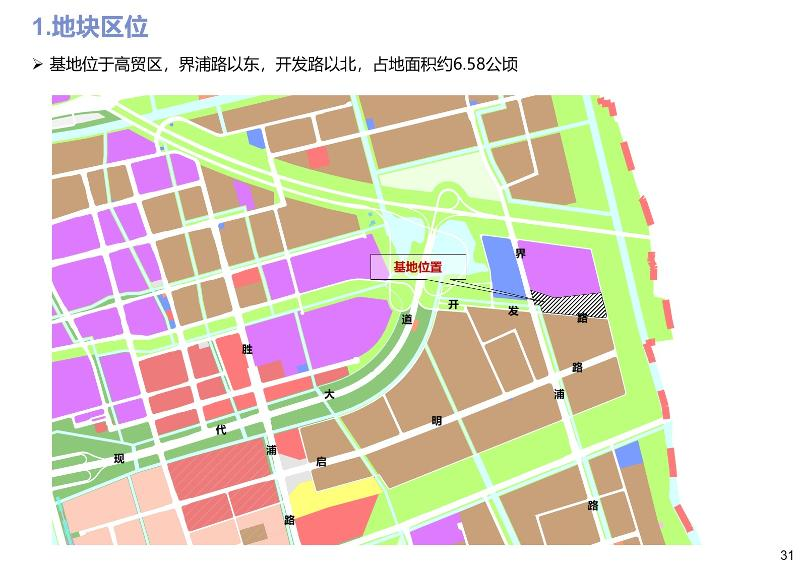 1.地块区位
➢ 基地位于高贸区，界浦路以东，开发路以北，占地面积约6.58公顷
界
基地位置
开
发
路
道
胜
路
大
浦
明
代
浦
启
现
路
路
31